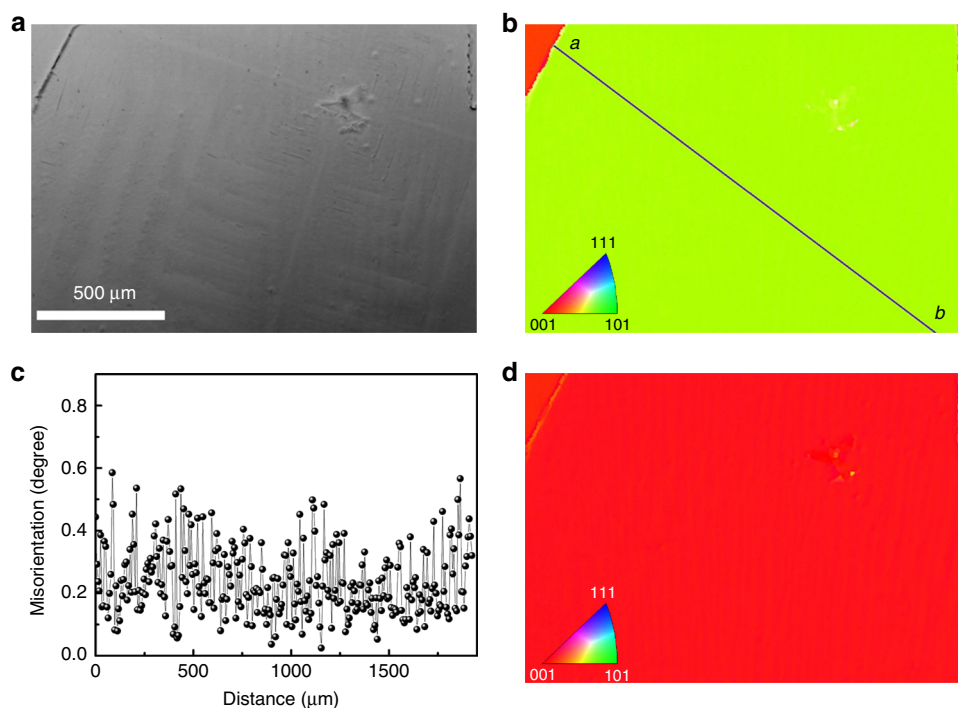 a
500 μm
b
a
b
111
001
101
c
Misorientation (degree)
0.8
0.6
0.4
0.2
0.0
0
500
1000
1500
Distance (μm)
d
111
001
101